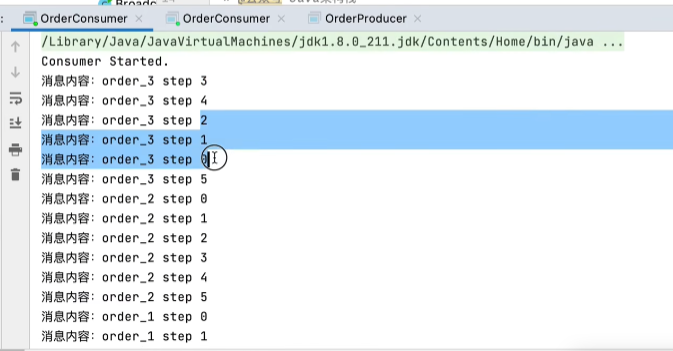 OrderConsumer × OrderConsumer × OrderProducer ×
/Library/Java/JavaVirtualMachines/jdk1.8.0_211.jdk/Contents/Home/bin/java ...
Consumer Started.
消息内容: order_3 step 3
消息内容: order_3 step 4
消息内容: order_3 step 2
消息内容: order_3 step 1
消息内容: order_3 step 0
消息内容: order_3 step 5
消息内容: order_2 step 0
消息内容: order_2 step 1
消息内容: order_2 step 2
消息内容: order_2 step 3
消息内容: order_2 step 4
消息内容: order_2 step 5
消息内容: order_1 step 0
消息内容: order_1 step 1